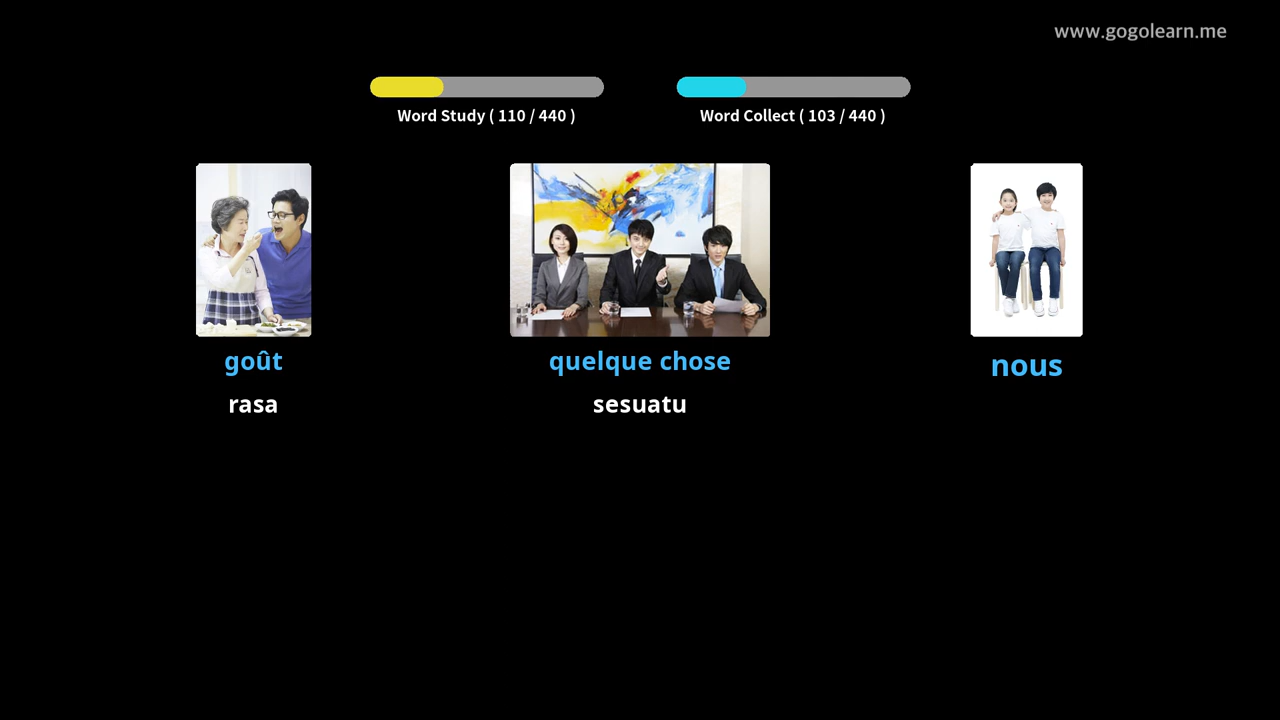 www.gogolearn.me
Word Study ( 110 / 440 )
Word Collect ( 103 / 440 )
goût
quelque chose
nous
rasa
sesuatu